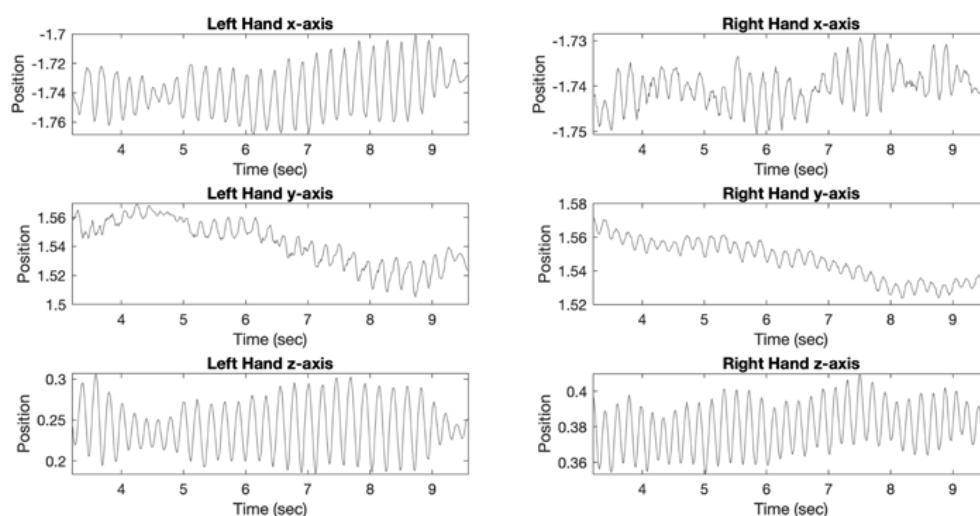 Left Hand x-axis
-1.7
-1.72
-1.74
-1.76
Position
4 5 6 7 8 9
Time (sec)
Right Hand x-axis
-1.73
-1.74
-1.75
Position
4 5 6 7 8 9
Time (sec)
Left Hand y-axis
1.56
1.54
1.52
1.5
Position
4 5 6 7 8 9
Time (sec)
Right Hand y-axis
1.58
1.56
1.54
1.52
Position
4 5 6 7 8 9
Time (sec)
Left Hand z-axis
0.3
0.25
0.2
Position
4 5 6 7 8 9
Time (sec)
Right Hand z-axis
0.4
0.38
0.36
Position
4 5 6 7 8 9
Time (sec)